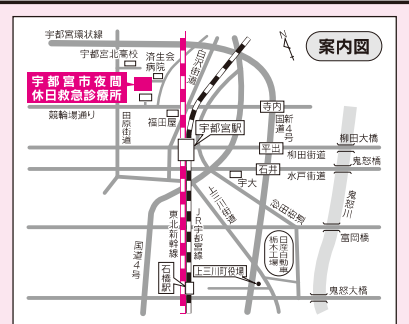 案内図
宇都宮環状線
宇都宮北高校
済生会
病院
白沢街道
N
宇都宮市夜間
休日救急診療所
競輪場通り
田原街道
福田屋
宇都宮駅
寺内
新国道4号
平出
石井
柳田大橋
柳田街道
鬼怒橋
水戸街道
宇大
上三川街道
鬼怒川
東北新幹線
JR宇都宮線
国道4号
石橋駅
上三川町役場
日産自動車
栃木工場
富岡橋
鬼怒大橋